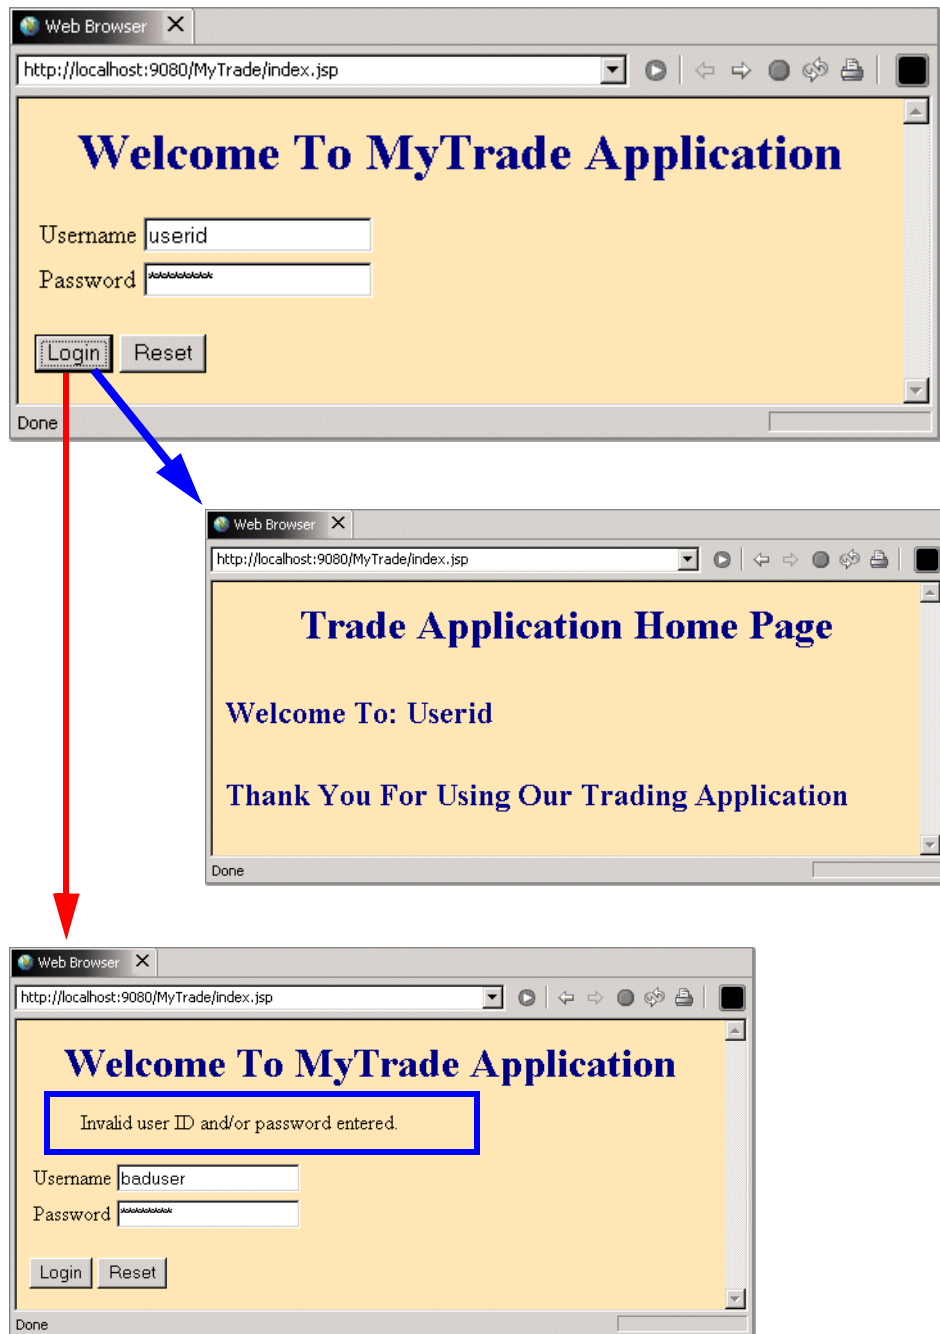 Web Browser
http://localhost:9080/MyTrade/index.jsp
Welcome To MyTrade Application
Username userid
Password *********
Login Reset
Done
Web Browser
http://localhost:9080/MyTrade/index.jsp
Trade Application Home Page
Welcome To: Userid
Thank You For Using Our Trading Application
Done
Web Browser
http://localhost:9080/MyTrade/index.jsp
Welcome To MyTrade Application
Invalid user ID and/or password entered.
Username baduser
Password *********
Login Reset
Done